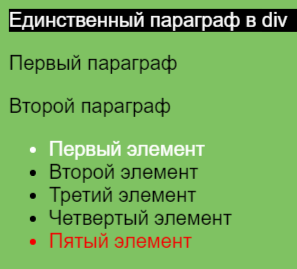 Единственный параграф в div
Первый параграф
Второй параграф
Первый элемент
Второй элемент
Третий элемент
Четвертый элемент
Пятый элемент